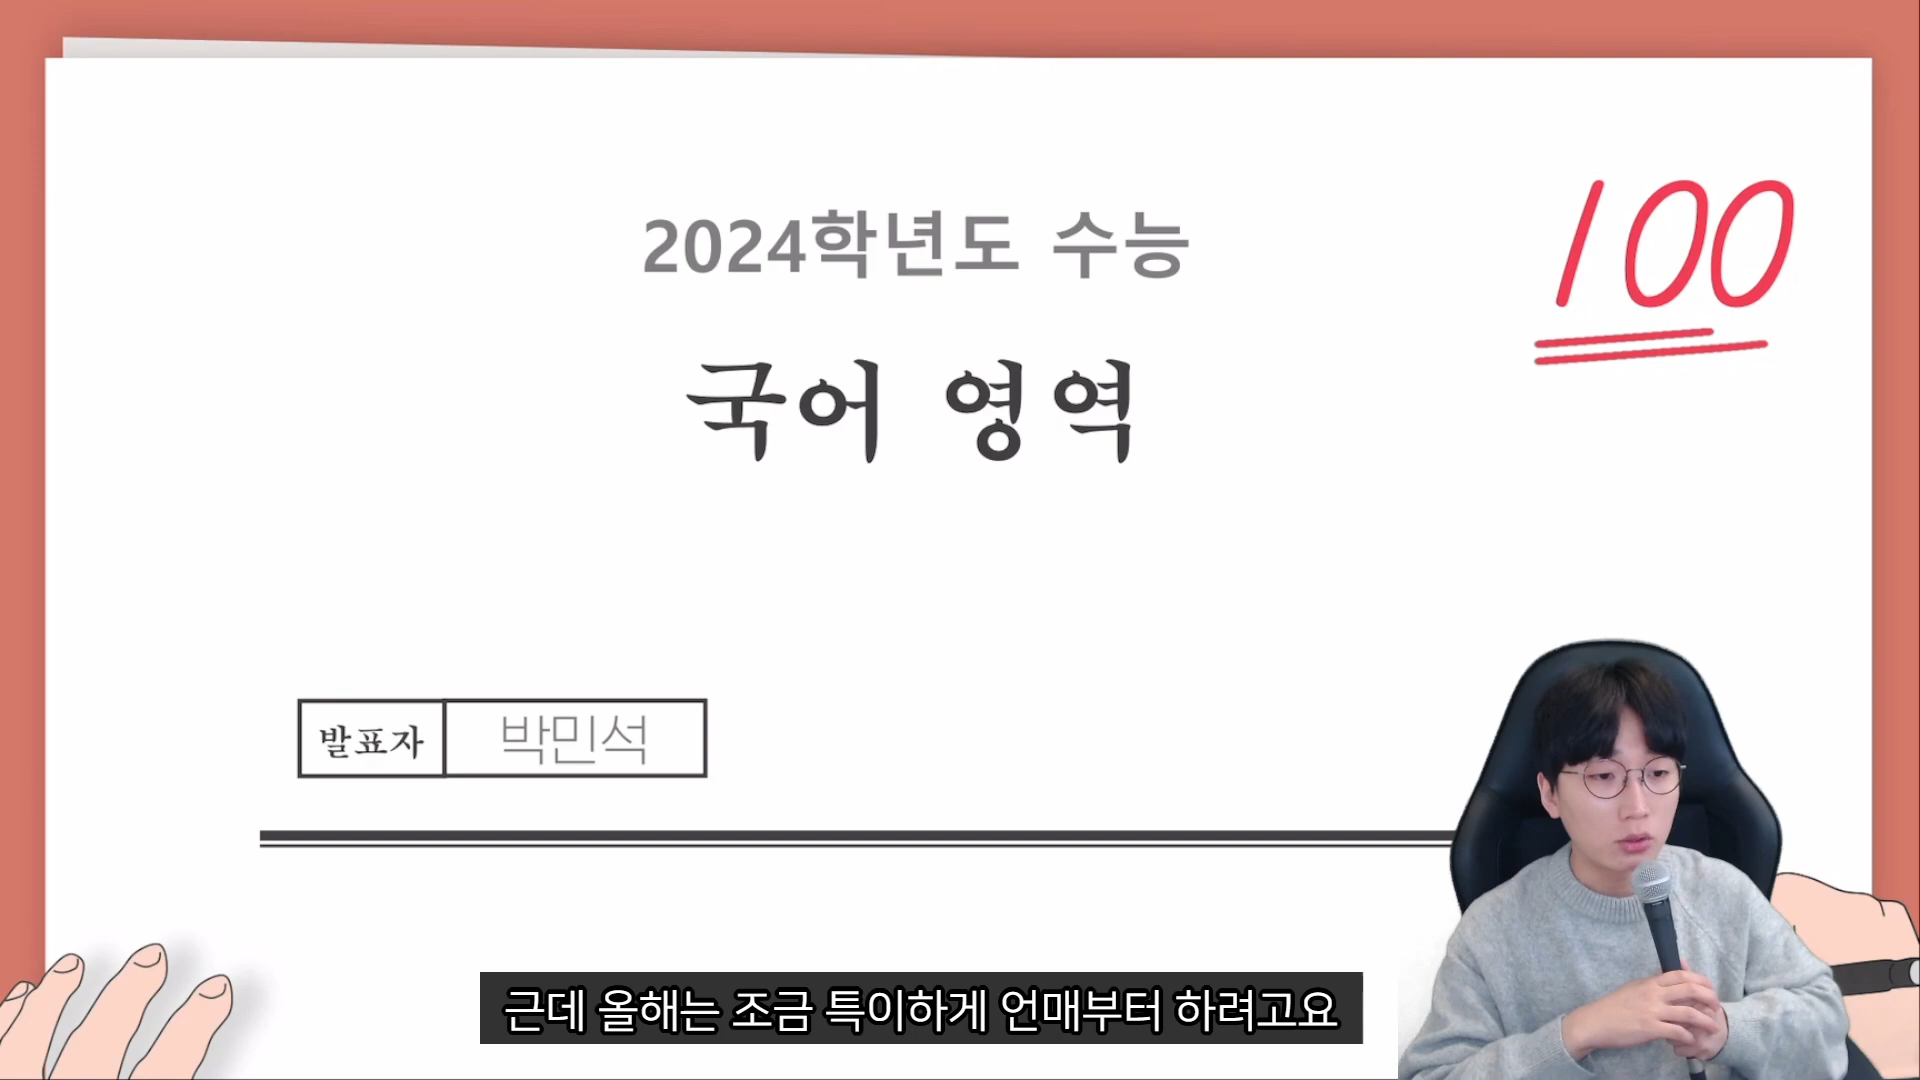 2024학년도 수능
100
국어 영역
발표자 박민석
근데 올해는 조금 특이하게 언매부터 하려고요